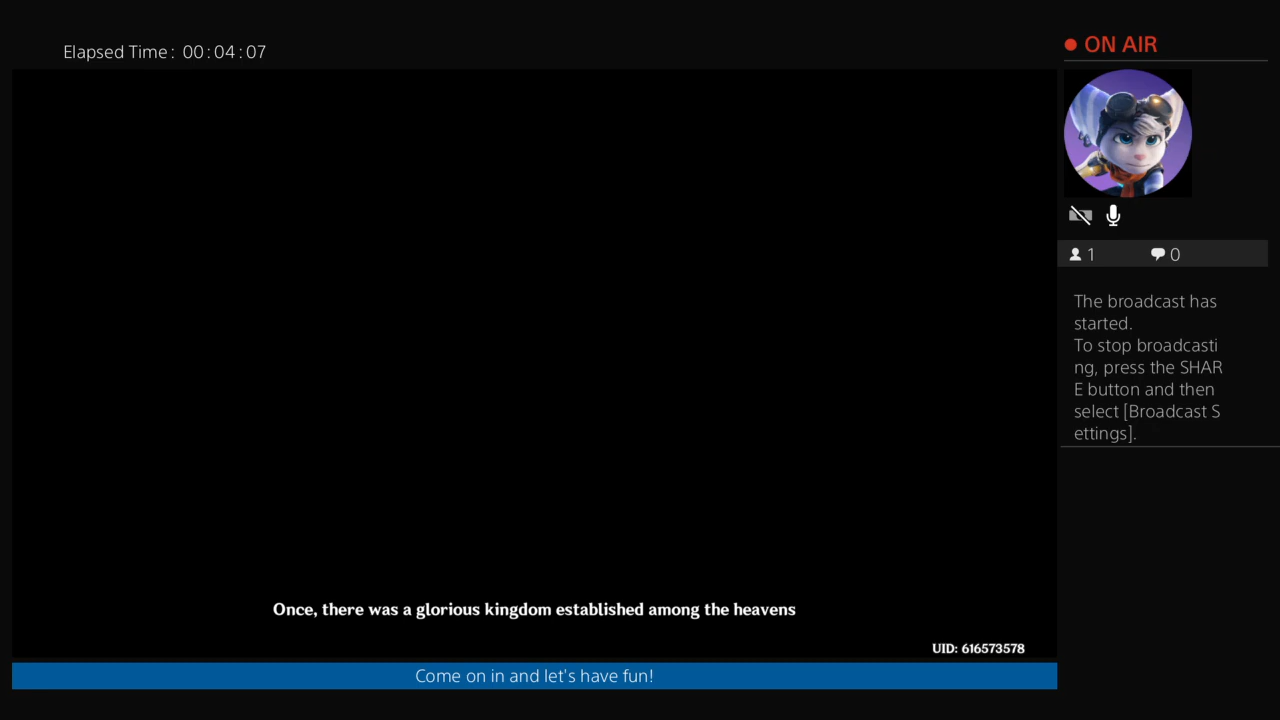 Elapsed Time: 00:04:07
ON AIR
1 0
The broadcast has
started.
To stop broadcasti
ng, press the SHAR
E button and then
select [Broadcast S
ettings].
Once, there was a glorious kingdom established among the heavens
UID: 616573578
Come on in and let's have fun!